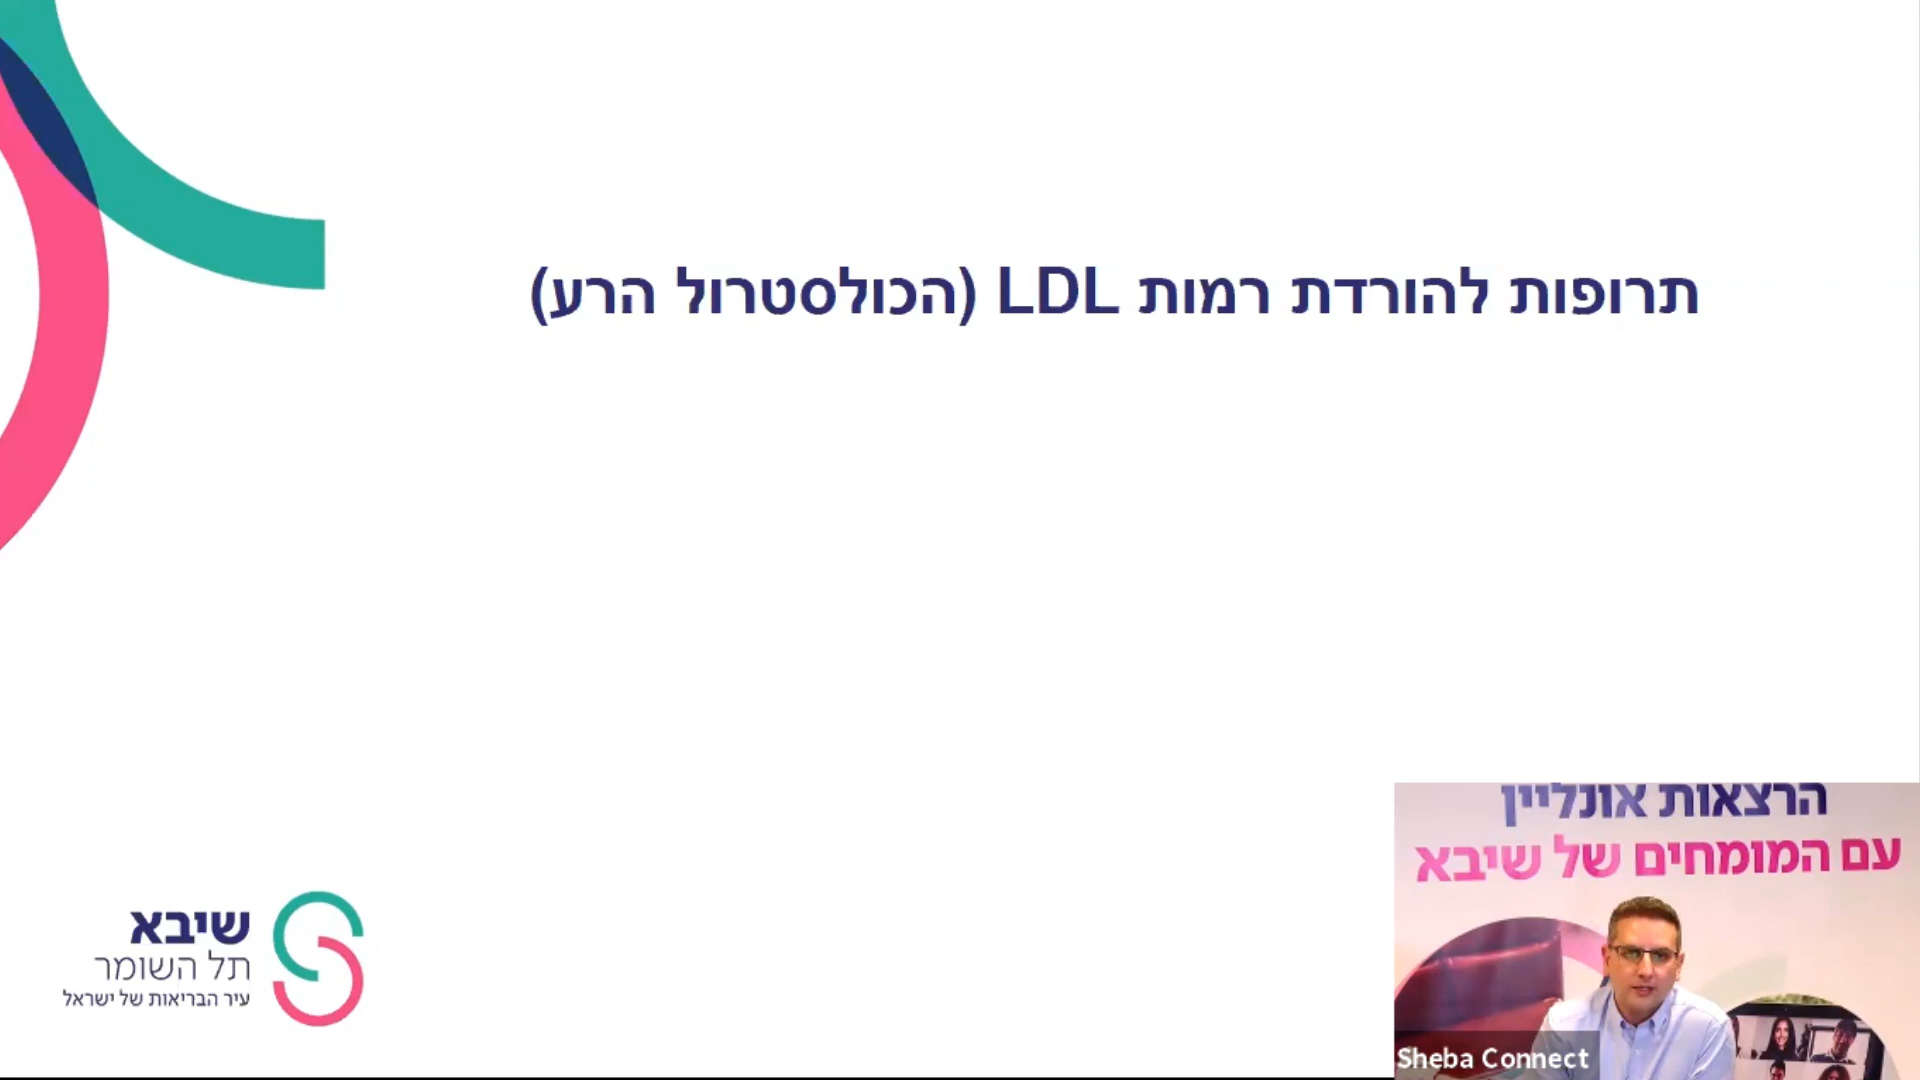 תרופות להורדת רמות LDL (הכולסטרול הרע)
שיבא
תל השומר
עיר הבריאות של ישראל
הרצאות אונליין
עם המומחים של שיבא
Sheba Connect